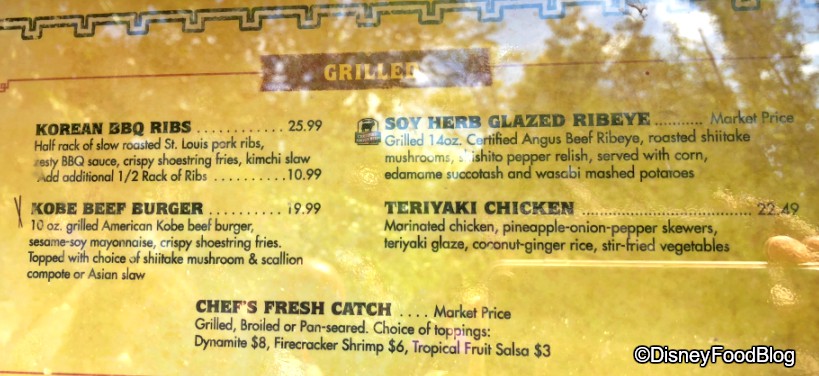 GRILLED
KOREAN BBQ RIBS ............ 25.99
Half rack of slow roasted St. Louis pork ribs,
zesty BBQ sauce, crispy shoestring fries, kimchi slaw
Add additional 1/2 Rack of Ribs ..........10.99
KOBE BEEF BURGER ........... 19.99
10 oz. grilled American Kobe beef burger,
sesame-soy mayonnaise, crispy shoestring fries.
Topped with choice of shiitake mushroom & scallion
compote or Asian slaw
SOY HERB GLAZED RIBEYE .......... Market Price
Grilled 14oz. Certified Angus Beef Ribeye, roasted shiitake
mushrooms, shishito pepper relish, served with corn,
edamame succotash and wasabi mashed potatoes
TERIYAKI CHICKEN ................................ 22.49
Marinated chicken, pineapple-onion-pepper skewers,
teriyaki glaze, coconut-ginger rice, stir-fried vegetables
CHEF'S FRESH CATCH .... Market Price
Grilled, Broiled or Pan-seared. Choice of toppings:
Dynamite $8, Firecracker Shrimp $6, Tropical Fruit Salsa $3
©DisneyFoodBlog